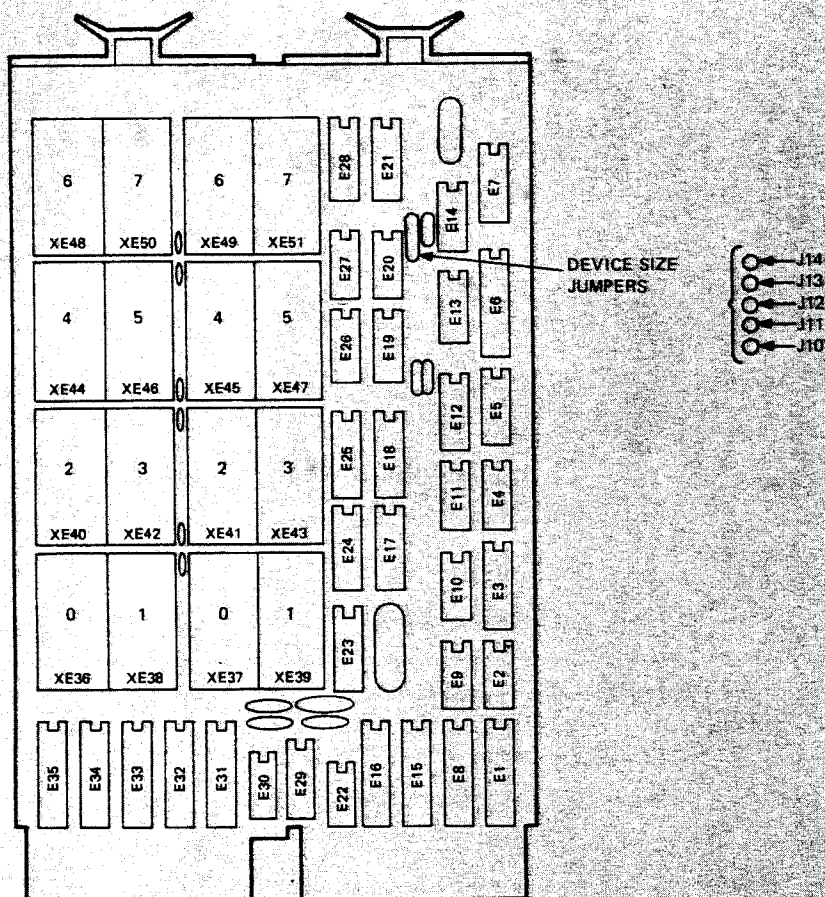 6 7 6 7
XE48 XE50 XE49 XE51
4 5 4 5
XE44 XE46 XE45 XE47
2 3 2 3
XE40 XE42 XE41 XE43
0 1 0 1
XE36 XE38 XE37 XE39
E28 E21
E27 E20
E26 E19
E25 E18
E24 E17
E23
E14 E7
E13 E6
E12 E5
E11 E4
E10 E3
E9 E2
E35 E34 E33 E32 E31 E30 E29 E22 E16 E15 E8 E1
DEVICE SIZE
JUMPERS
J14
J13
J12
J11
J10